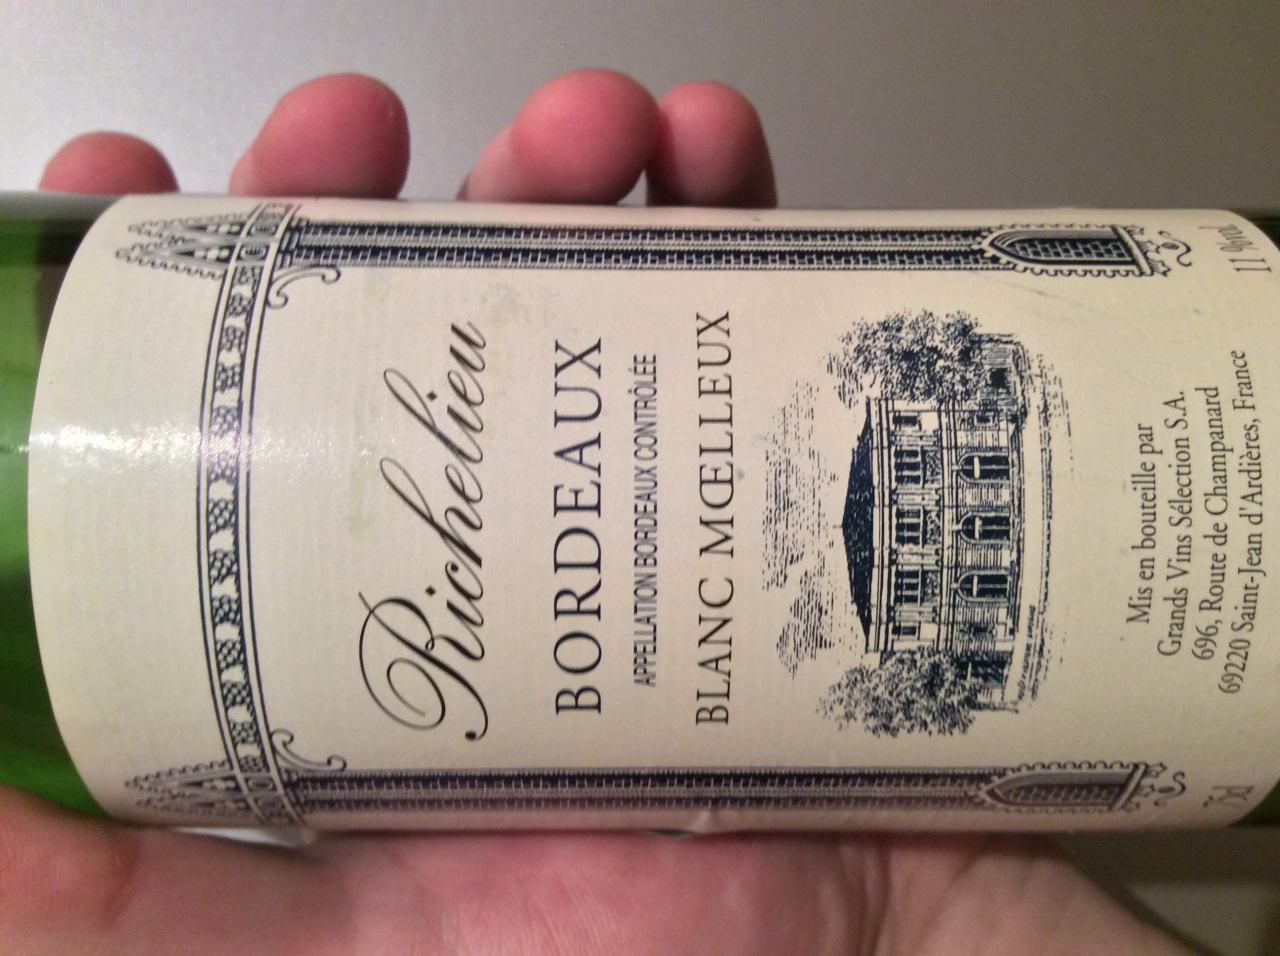 Richelieu
BORDEAUX
APPELLATION BORDEAUX CONTRÔLÉE
BLANC MŒLLEUX
Mis en bouteille par
Grands Vins Sélection S.A.
696, Route de Champanard
69220 Saint-Jean d'Ardières, France
75cl
11 %vol